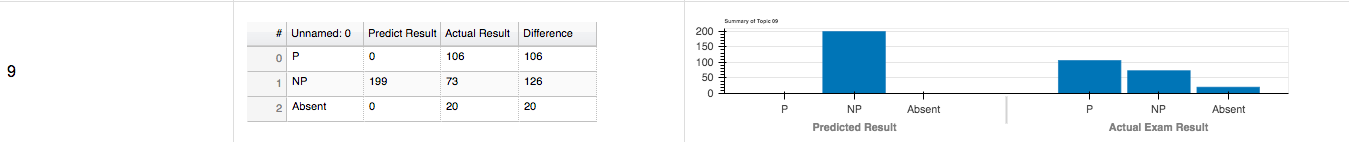 9
# Unnamed: 0 Predict Result Actual Result Difference
0 P 0 106 106
1 NP 199 73 126
2 Absent 0 20 20
Summary of Topic 99
200
150
100
50
0
P NP Absent P NP Absent
Predicted Result Actual Exam Result